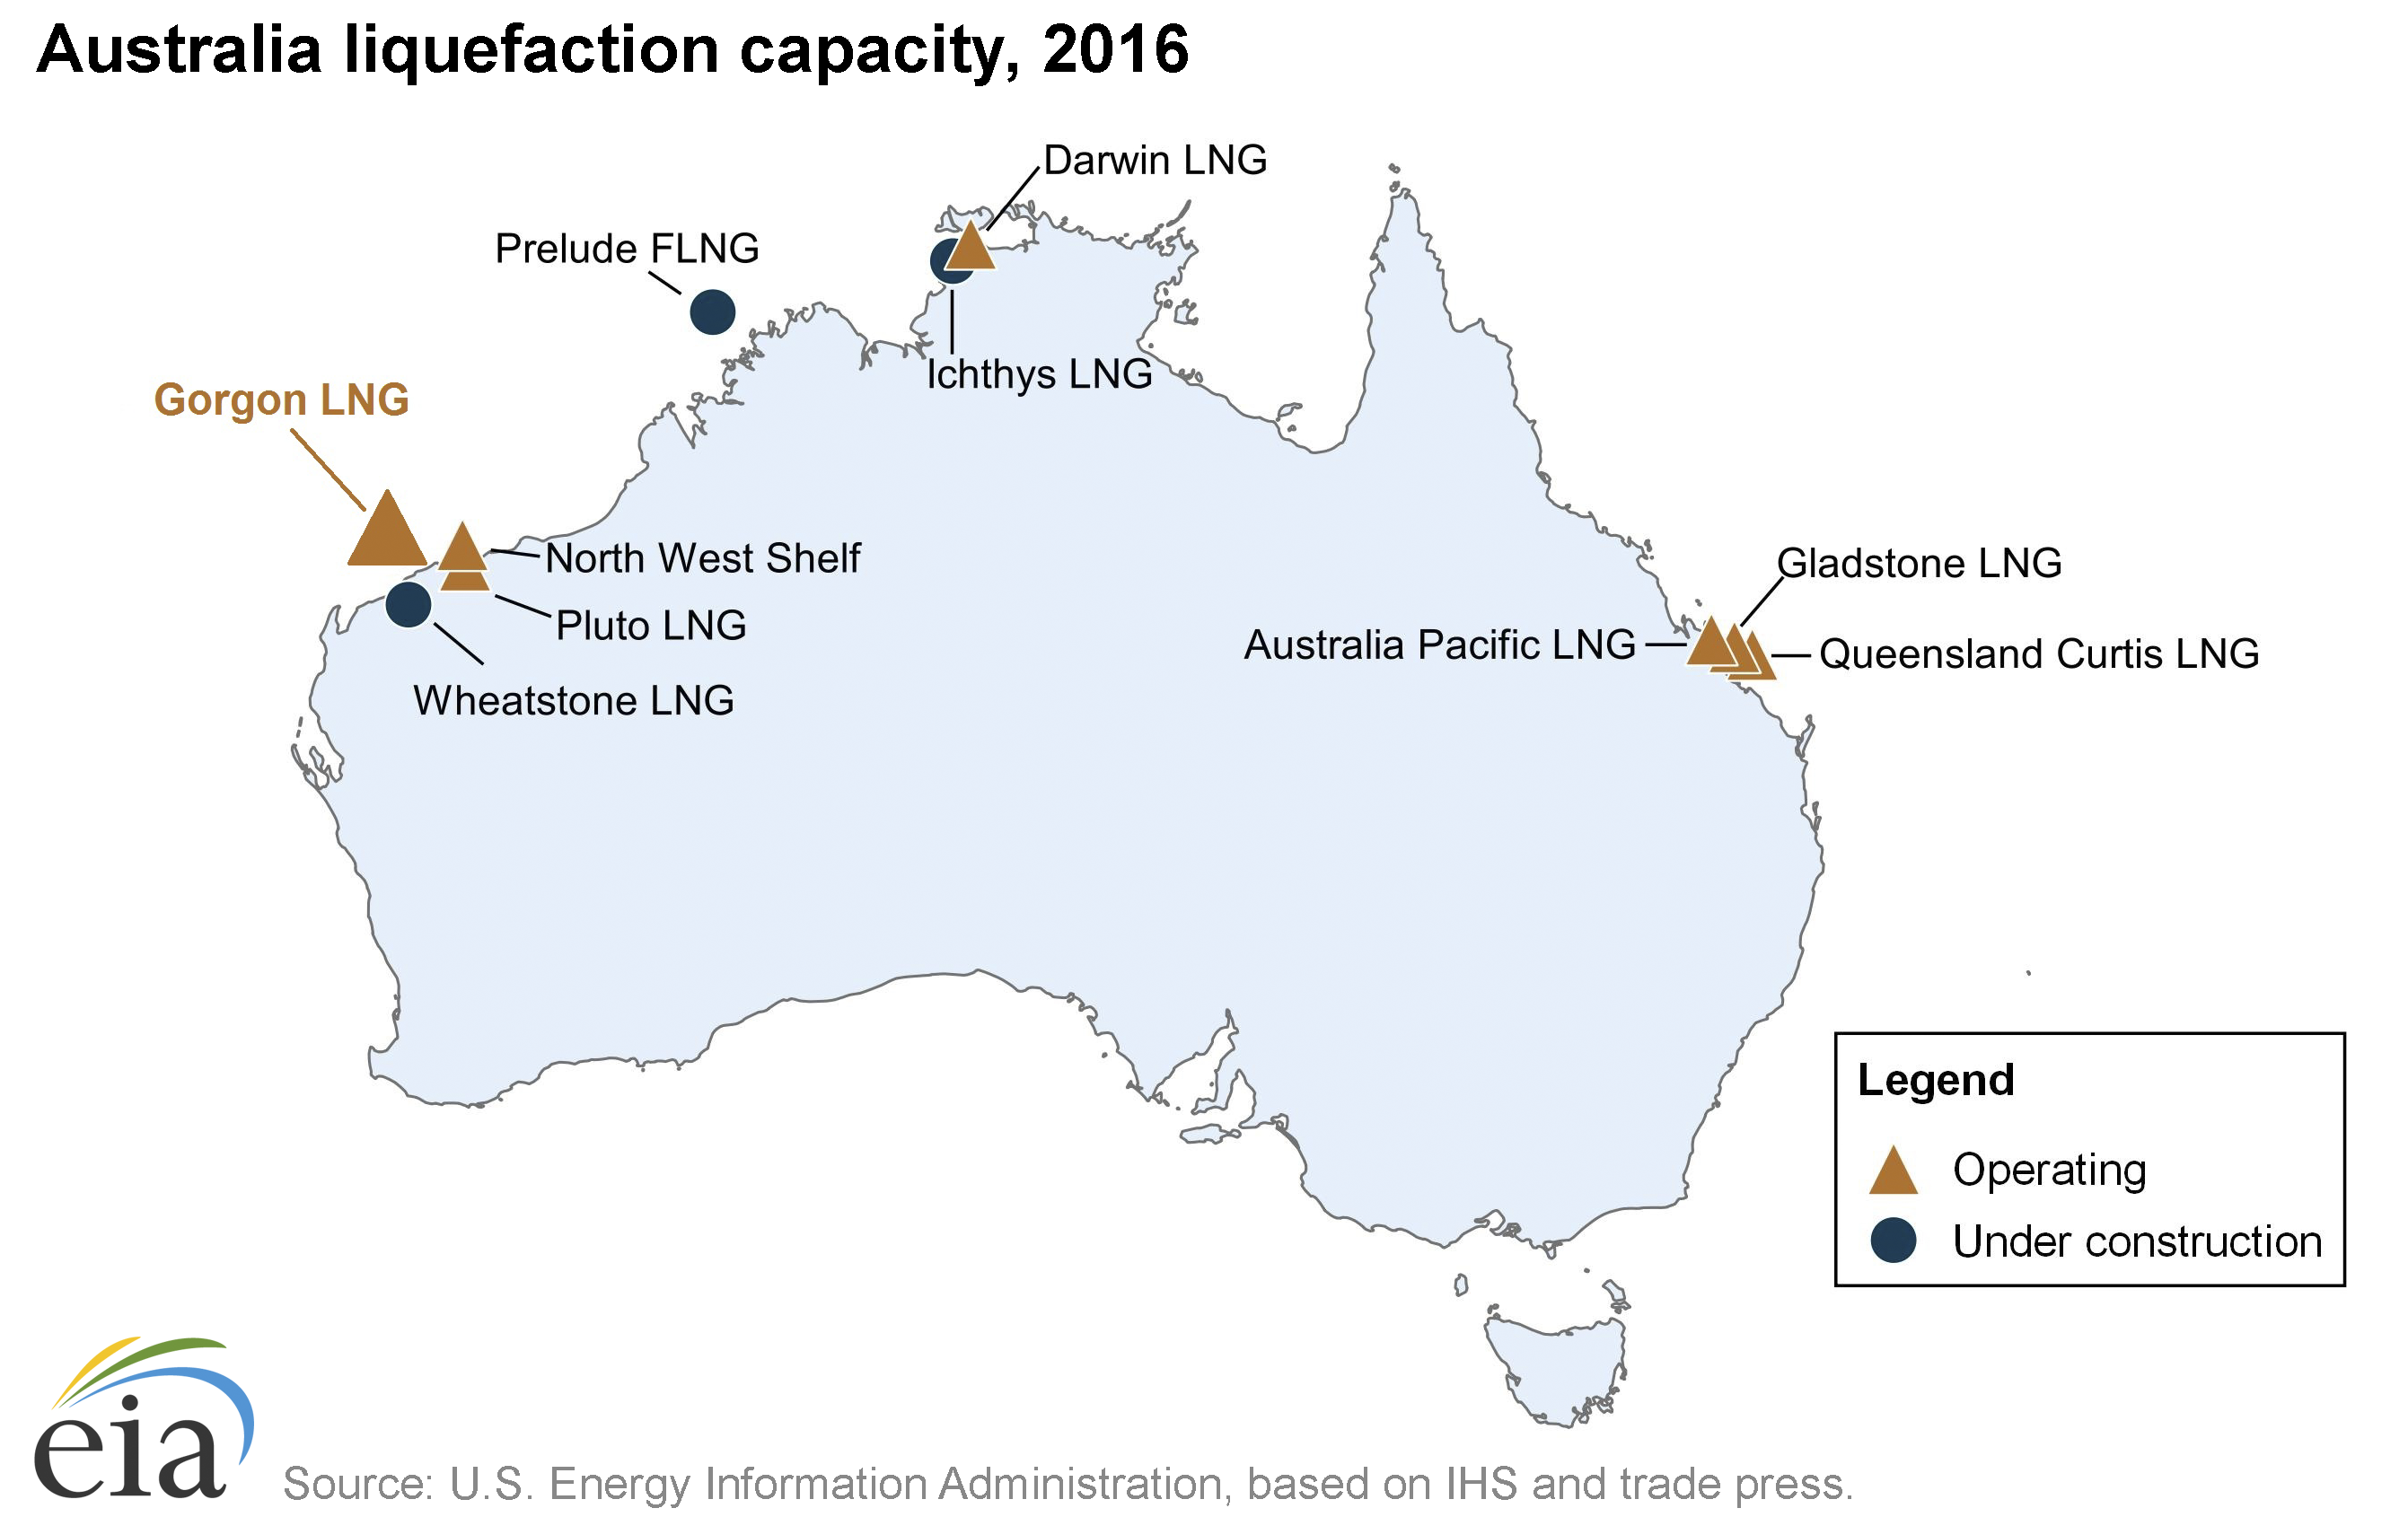 Australia liquefaction capacity, 2016
Darwin LNG
Prelude FLNG
Ichthys LNG
Gorgon LNG
North West Shelf
Pluto LNG
Wheatstone LNG
Gladstone LNG
Australia Pacific LNG
Queensland Curtis LNG
Legend
Operating
Under construction
eia
Source: U.S. Energy Information Administration, based on IHS and trade press.